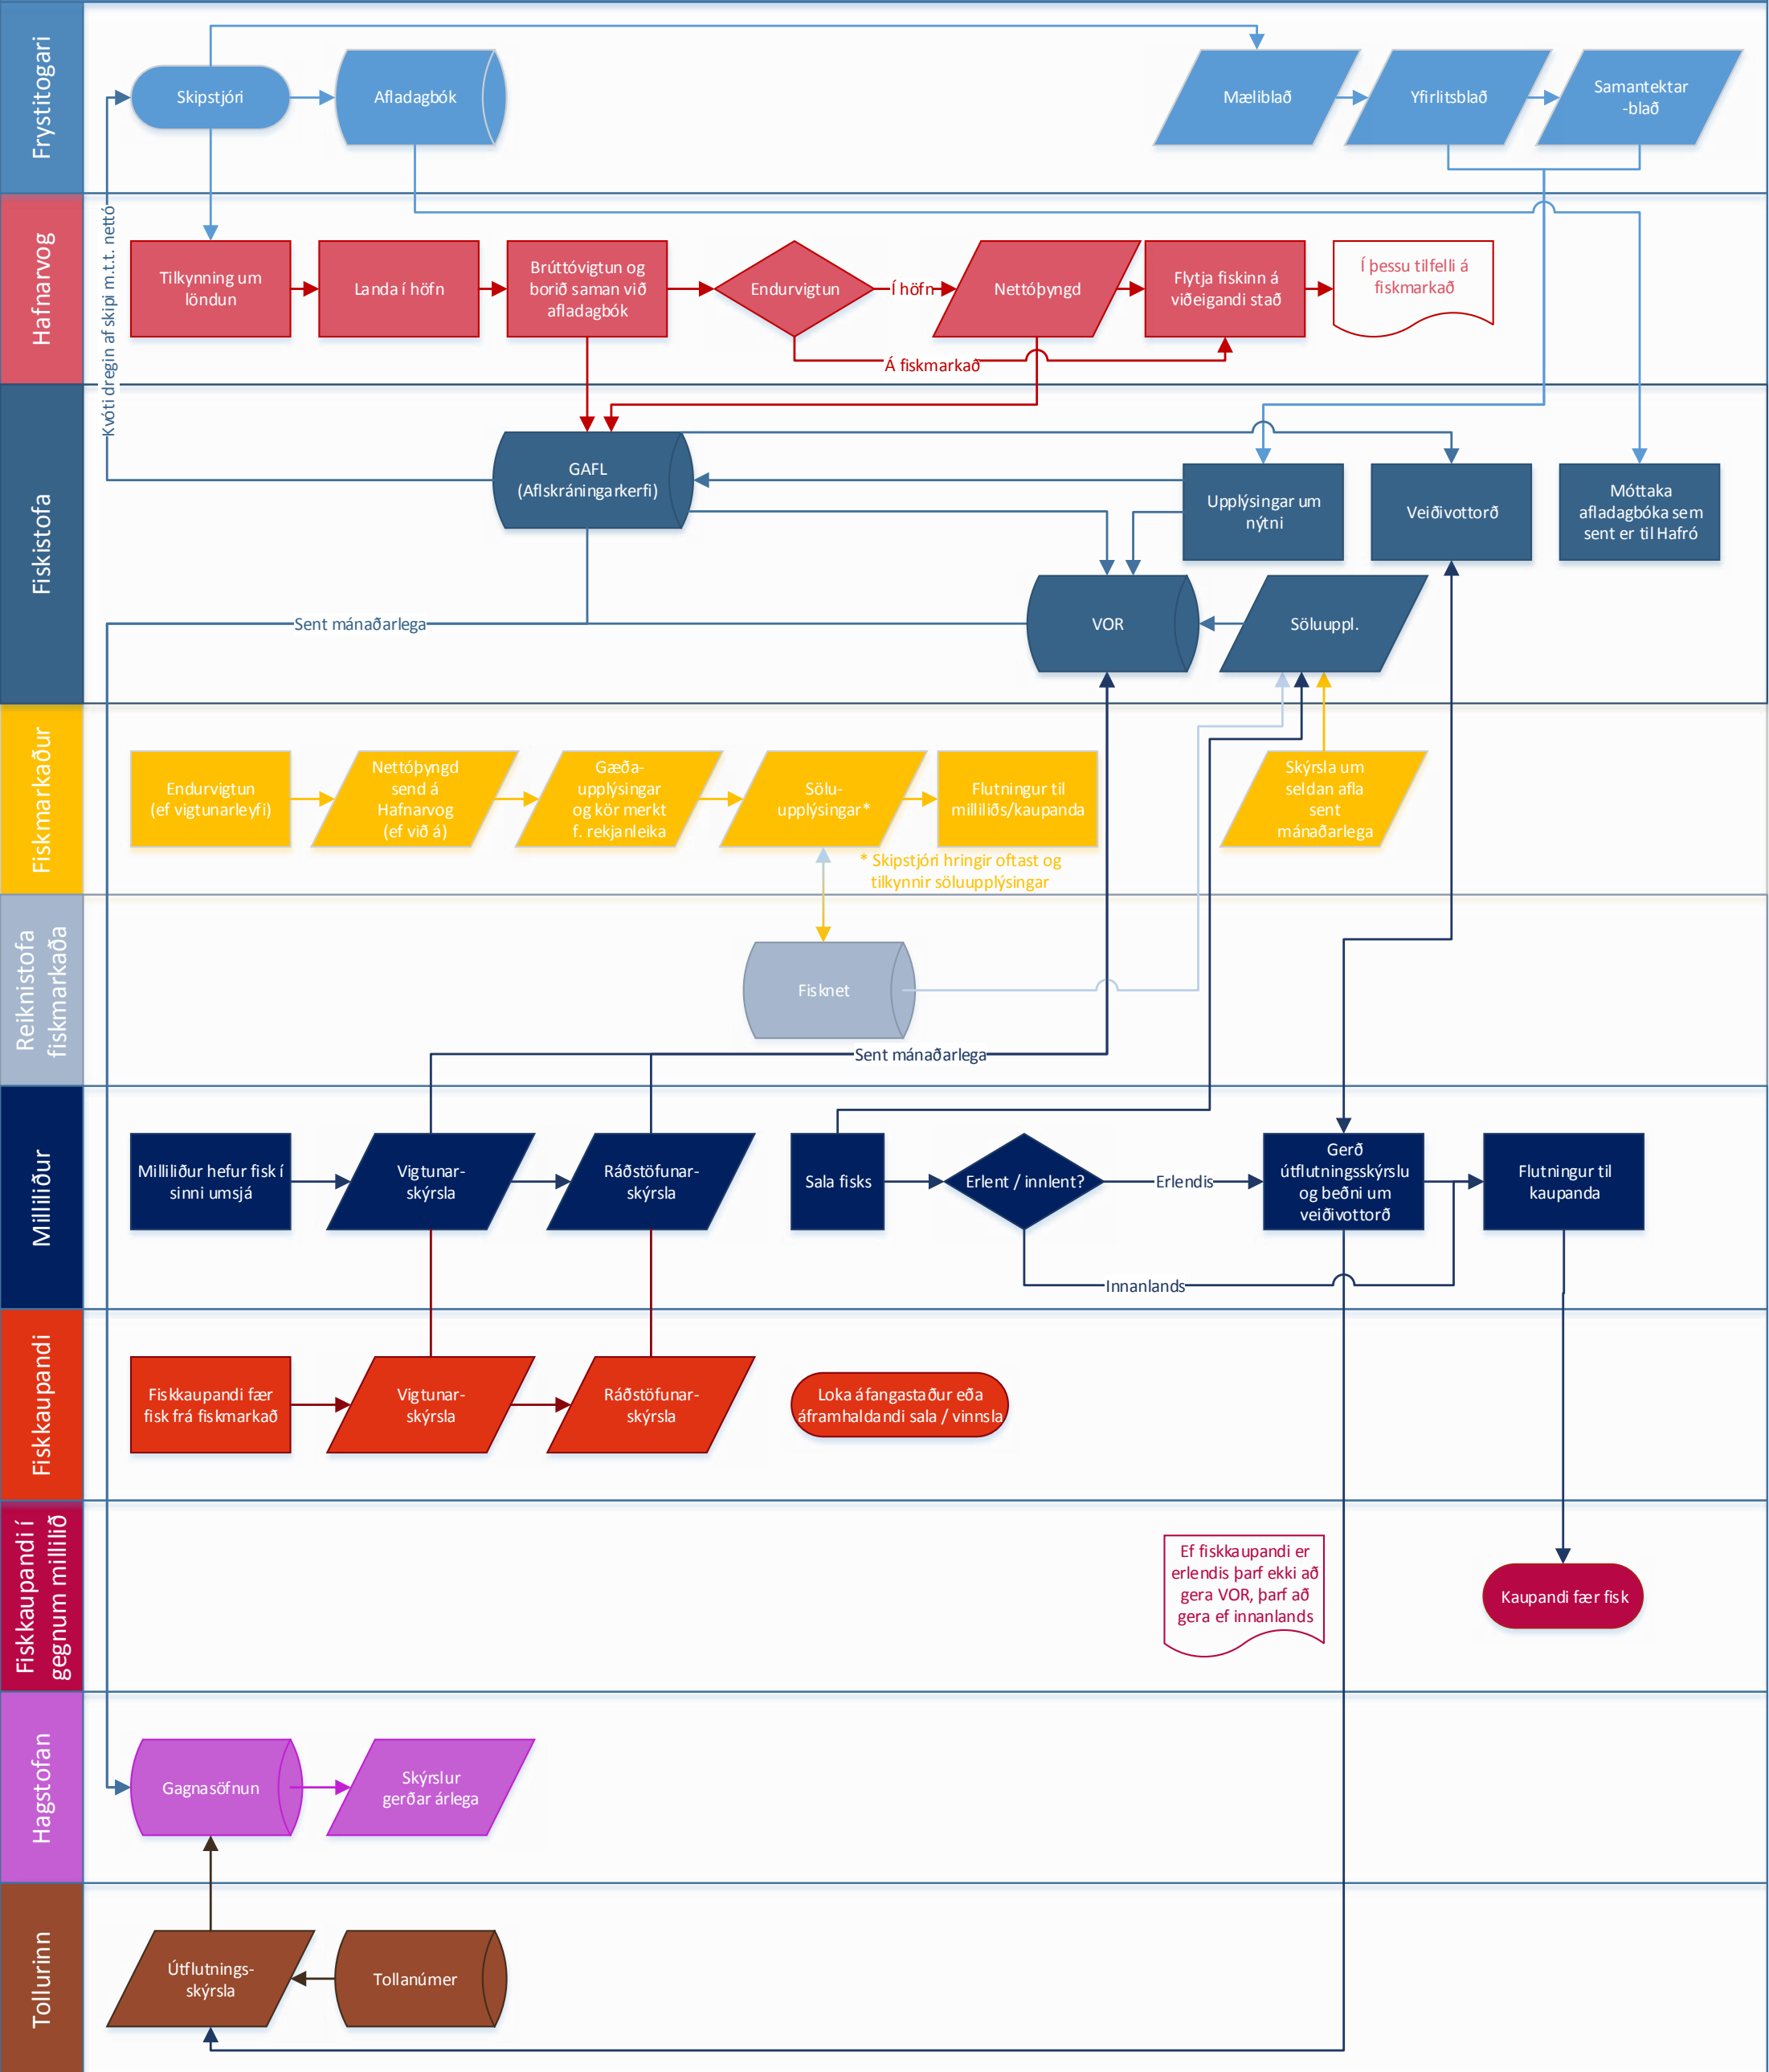 Frystitogari
Skipstjóri
Afladagbók
Mæliblað
Yfirlitsblað
Samantektar
-blað
Kvóti dregin af skipi m.t.t. nettó
Hafnarvog
Tilkynning um
löndun
Landa í höfn
Brúttóvigtun og
borið saman við
afladagbók
Endurvigtun
Í höfn
Nettóþyngd
Flytja fiskinn á
viðeigandi stað
Í þessu tilfelli á
fiskmarkað
Á fiskmarkað
Fiskistofa
GAFL
(Aflskráningarkerfi)
Upplýsingar um
nýtni
Veiðivottorð
Móttaka
afladagbóka sem
sent er til Hafró
Sent mánaðarlega
VOR
Söluuppl.
Fiskmarkaður
Endurvigtun
(ef vigtunarleyfi)
Nettóþyngd
send á
Hafnarvog
(ef við á)
Gæða-
upplýsingar
og kör merkt
f. rekjanleika
Sölu-
upplýsingar*
Flutningur til
milliliðs/kaupanda
Skýrsla um
seldan afla
sent
mánaðarlega
* Skipstjóri hringir oftast og
tilkynnir söluupplýsingar
Reiknistofa
fiskmarkaða
Fisknet
Sent mánaðarlega
Milliliður
Milliliður hefur fisk í
sinni umsjá
Vigtunar-
skýrsla
Ráðstöfunar-
skýrsla
Sala fisks
Erlent / innlent?
Erlendis
Gerð
útflutningsskýrslu
og beðni um
veiðivottorð
Flutningur til
kaupanda
Innanlands
Fiskkaupandi
Fiskkaupandi fær
fisk frá fiskmarkað
Vigtunar-
skýrsla
Ráðstöfunar-
skýrsla
Loka áfangastaður eða
áframhaldandi sala / vinnsla
Fiskkaupandi í
gegnum millilið
Ef fiskkaupandi er
erlendis þarf ekki að
gera VOR, þarf að
gera ef innanlands
Kaupandi fær fisk
Hagstofan
Gagnasöfnun
Skýrslur
gerðar árlega
Tollurinn
Útflutnings-
skýrsla
Tollanúmer